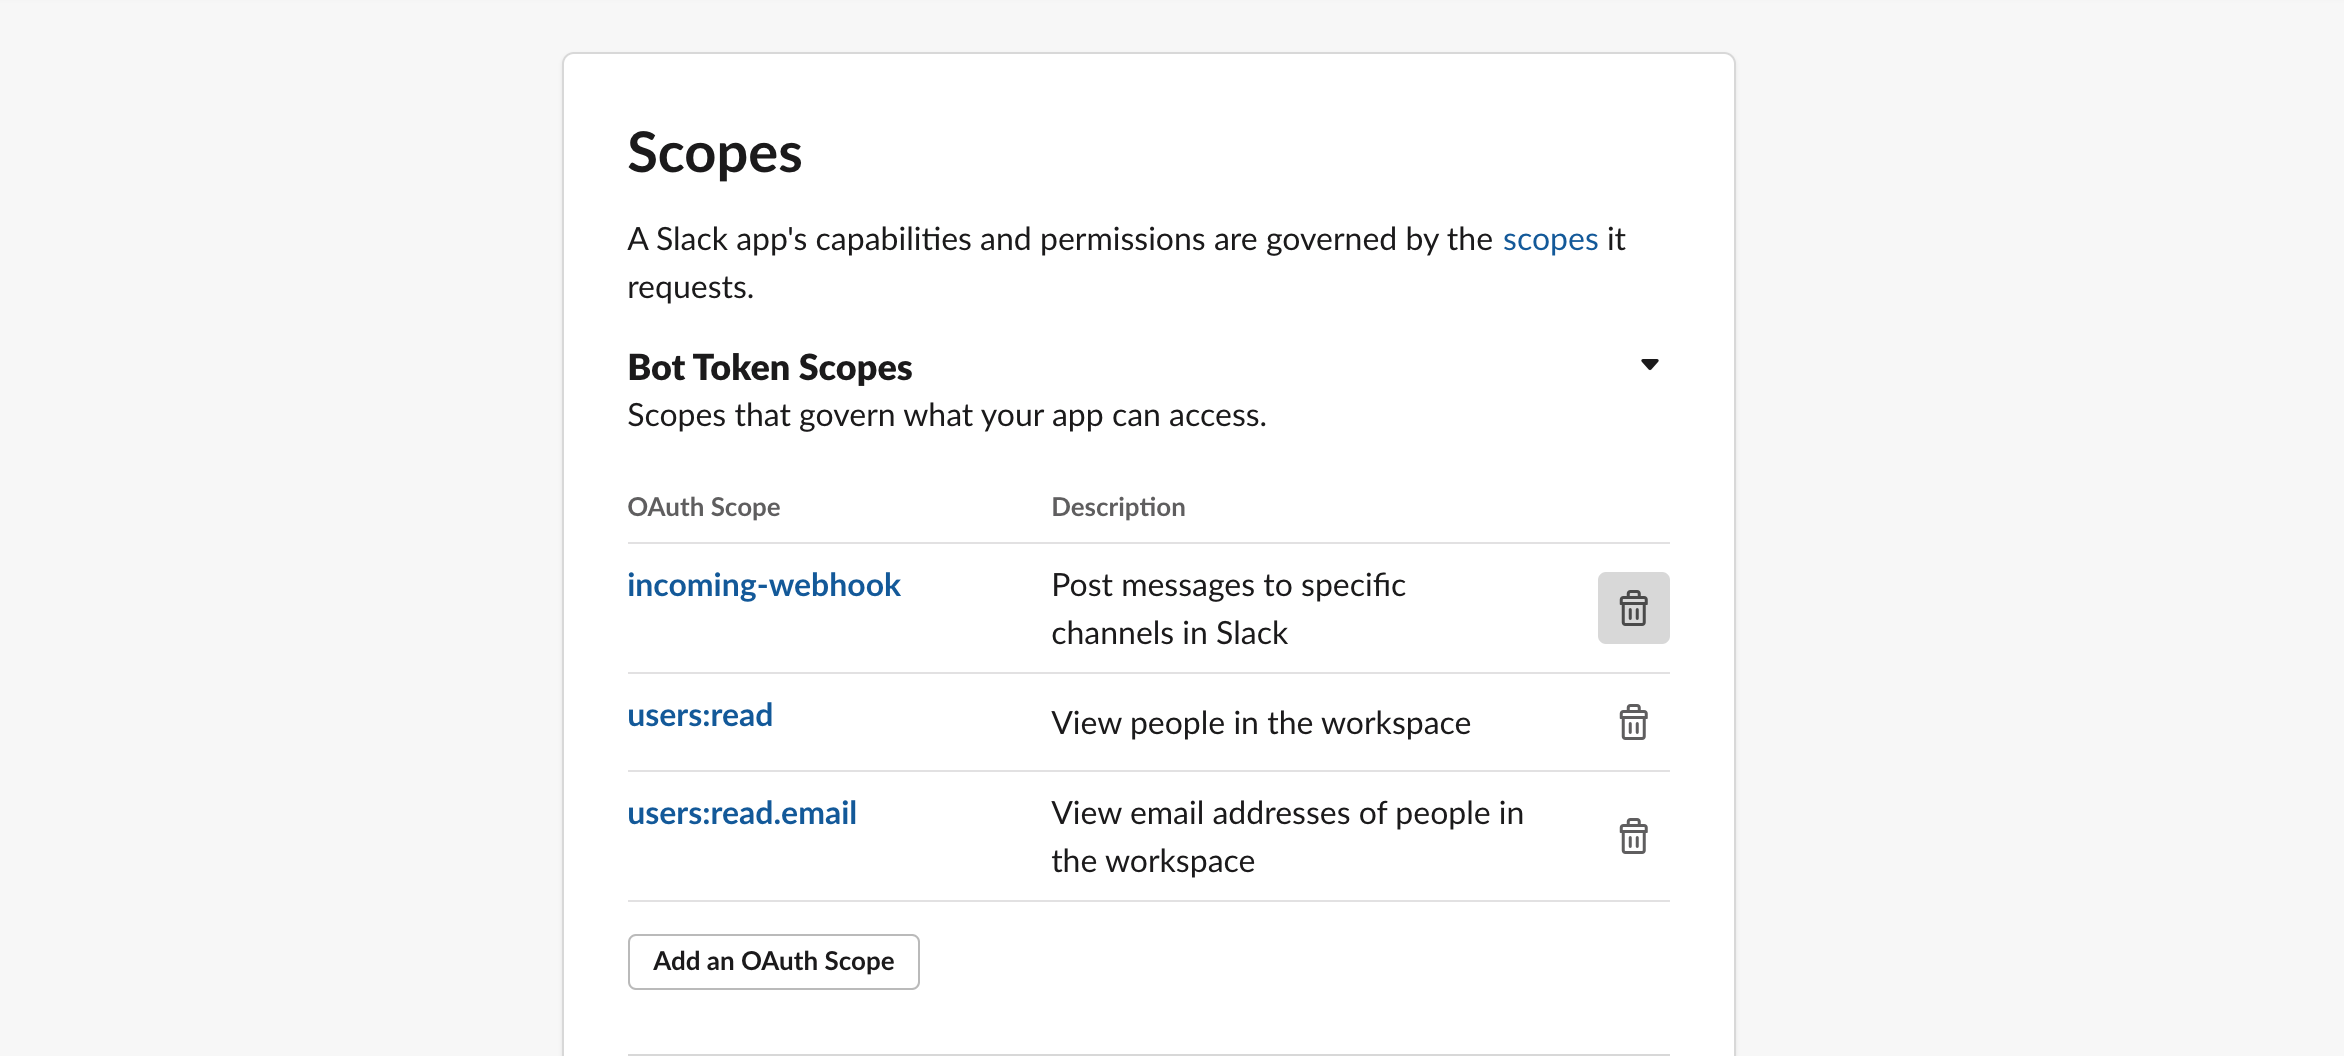 Scopes
A Slack app's capabilities and permissions are governed by the scopes it
requests.
Bot Token Scopes
Scopes that govern what your app can access.
OAuth Scope Description
incoming-webhook Post messages to specific
channels in Slack
users:read View people in the workspace
users:read.email View email addresses of people in
the workspace
Add an OAuth Scope